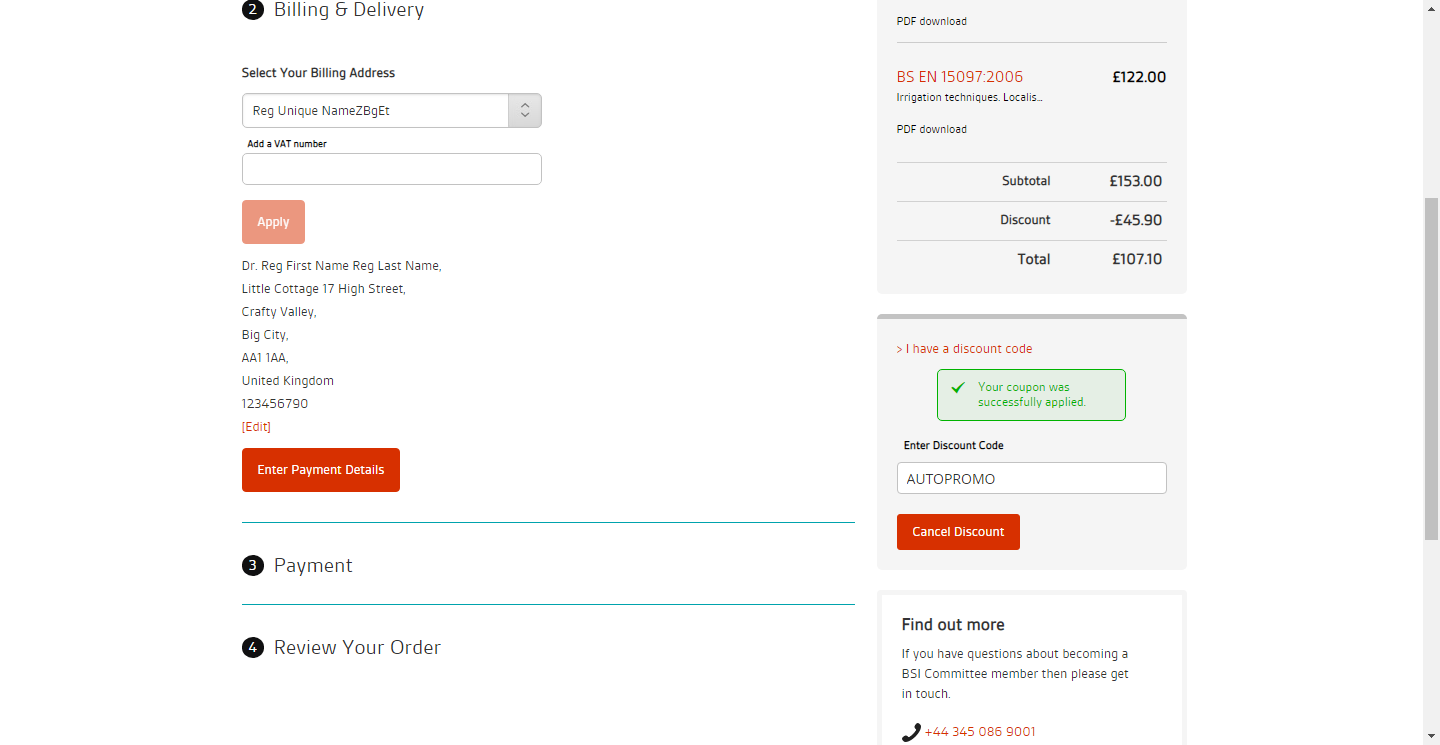 2 Billing & Delivery
Select Your Billing Address
Reg Unique NameZBgEt
Add a VAT number
Apply
Dr. Reg First Name Reg Last Name,
Little Cottage 17 High Street,
Crafty Valley,
Big City,
AA1 1AA,
United Kingdom
123456790
[Edit]
Enter Payment Details
3 Payment
4 Review Your Order
PDF download
BS EN 15097:2006 £122.00
Irrigation techniques. Localis...
PDF download
Subtotal £153.00
Discount -£45.90
Total £107.10
> I have a discount code
Your coupon was
successfully applied.
Enter Discount Code
AUTOPROMO
Cancel Discount
Find out more
If you have questions about becoming a
BSI Committee member then please get
in touch.
+44 345 086 9001